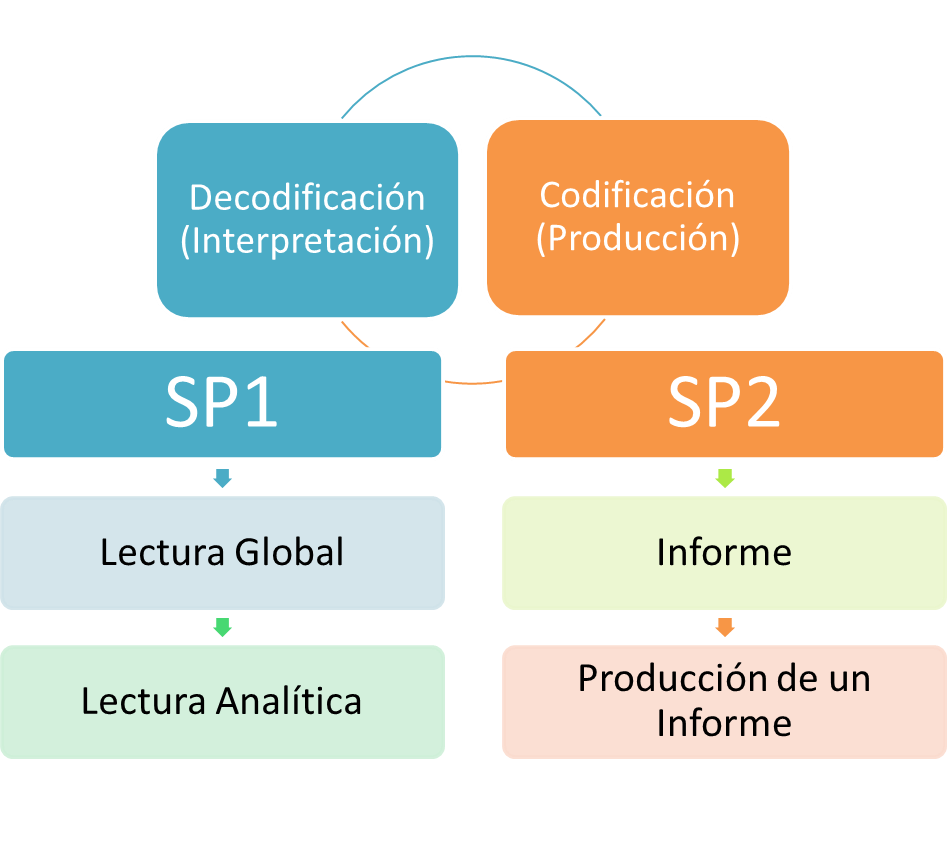 Decodificación
(Interpretación)
Codificación
(Producción)
SP1
SP2
Lectura Global
Informe
Lectura Analítica
Producción de un
Informe